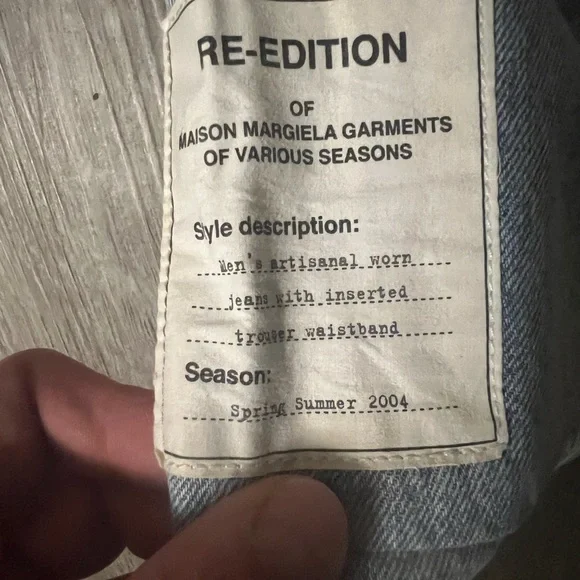 RE-EDITION
OF
MAISON MARGIELA GARMENTS
OF VARIOUS SEASONS
Style description:
Men's artisanal worn
jeans with inserted
trouser waistband
Season:
Spring Summer 2004